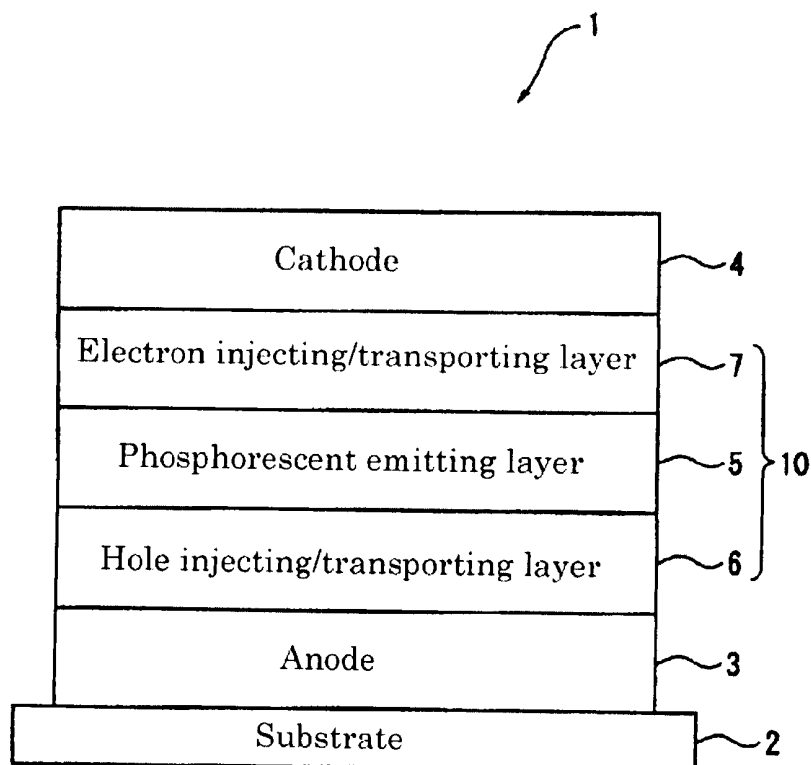 1
Cathode 4
Electron injecting/transporting layer 7
Phosphorescent emitting layer 5 10
Hole injecting/transporting layer 6
Anode 3
Substrate 2